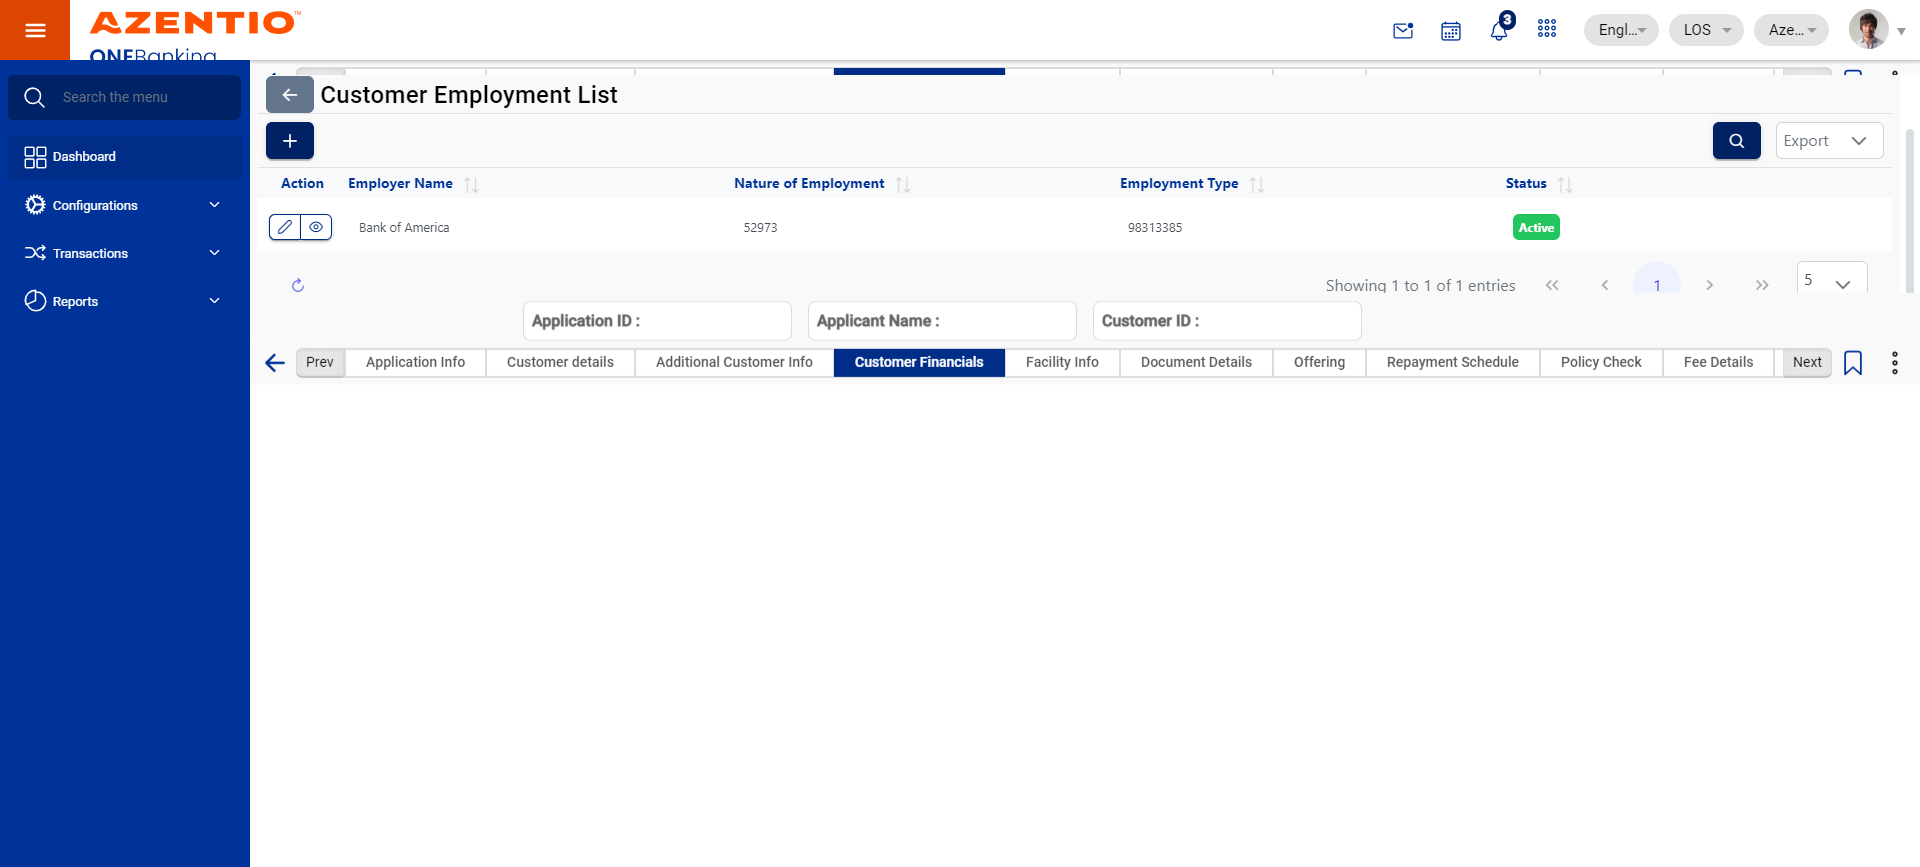 AZENTIO™
ONEBanking
3
Engl...
LOS
Aze...
Search the menu
Dashboard
Configurations
Transactions
Reports
Customer Employment List
Export
Action Employer Name Nature of Employment Employment Type Status
Bank of America 52973 98313385 Active
Showing 1 to 1 of 1 entries 1 5
Application ID : Applicant Name : Customer ID :
Prev Application Info Customer details Additional Customer Info Customer Financials Facility Info Document Details Offering Repayment Schedule Policy Check Fee Details Next